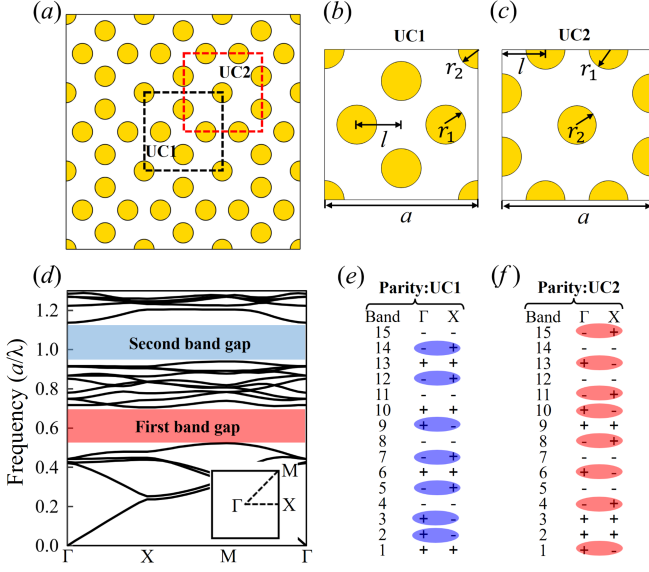 (a)
UC2
UC1
(b)
UC1
r2
l
r1
a
(c)
UC2
l
r1
r2
a
(d)
Frequency (a/λ)
1.2
1.0
0.8
0.6
0.4
0.2
0.0
Second band gap
First band gap
M
Γ
X
Γ X M Γ
(e)
Parity:UC1
Band Γ X
15 - -
14 - +
13 + +
12 - +
11 - -
10 + +
9 + -
8 - -
7 - +
6 + +
5 - +
4 - -
3 + -
2 + -
1 + +
(f)
Parity:UC2
Band Γ X
15 - +
14 - -
13 + -
12 - -
11 - +
10 + -
9 + +
8 - +
7 - -
6 + -
5 - -
4 - +
3 + +
2 + +
1 + -